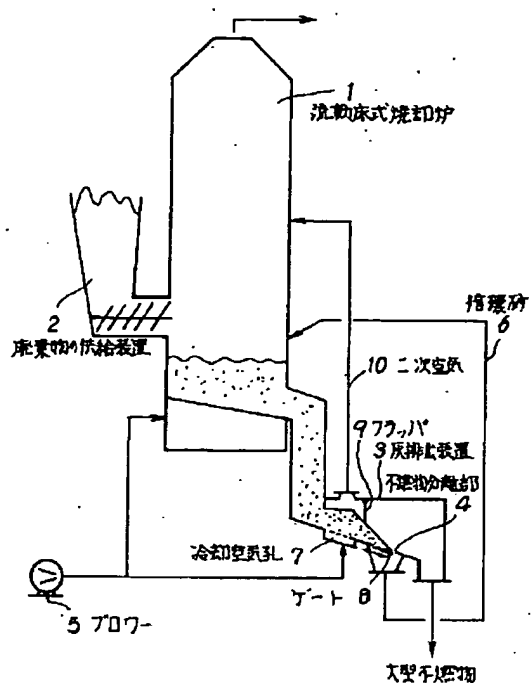 1
流動床式焼却炉
2
廃棄物の供給装置
循環砂
6
10 二次空気
9 フラッパ
3 灰排出装置
不燃物分離部
4
冷却空気孔 7
ゲート 8
5 ブロワー
大型不燃物